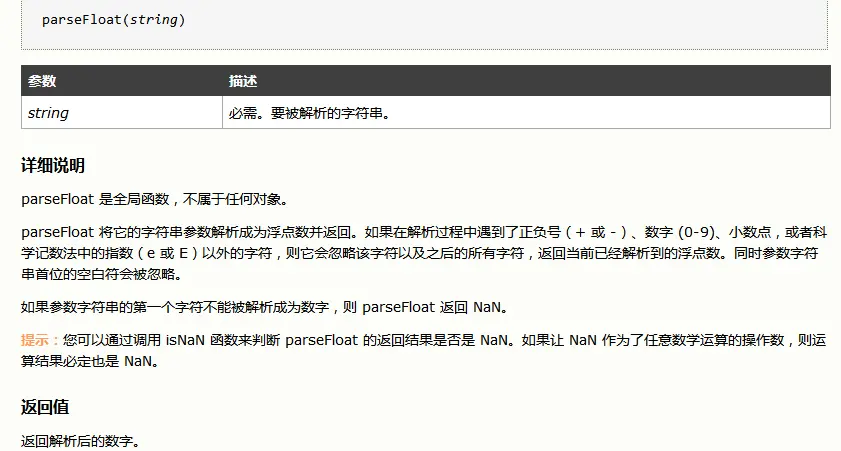 parseFloat(string)
参数 描述
string 必需。要被解析的字符串。
详细说明
parseFloat 是全局函数，不属于任何对象。
parseFloat 将它的字符串参数解析成为浮点数并返回。如果在解析过程中遇到了正负号（+ 或 -）、数字 (0-9)、小数点，或者科
学记数法中的指数（e 或 E）以外的字符，则它会忽略该字符以及之后的所有字符，返回当前已经解析到的浮点数。同时参数字符
串首位的空白符会被忽略。
如果参数字符串的第一个字符不能被解析成为数字，则 parseFloat 返回 NaN。
提示：您可以通过调用 isNaN 函数来判断 parseFloat 的返回结果是否是 NaN。如果让 NaN 作为了任意数学运算的操作数，则运
算结果必定也是 NaN。
返回值
返回解析后的数字。